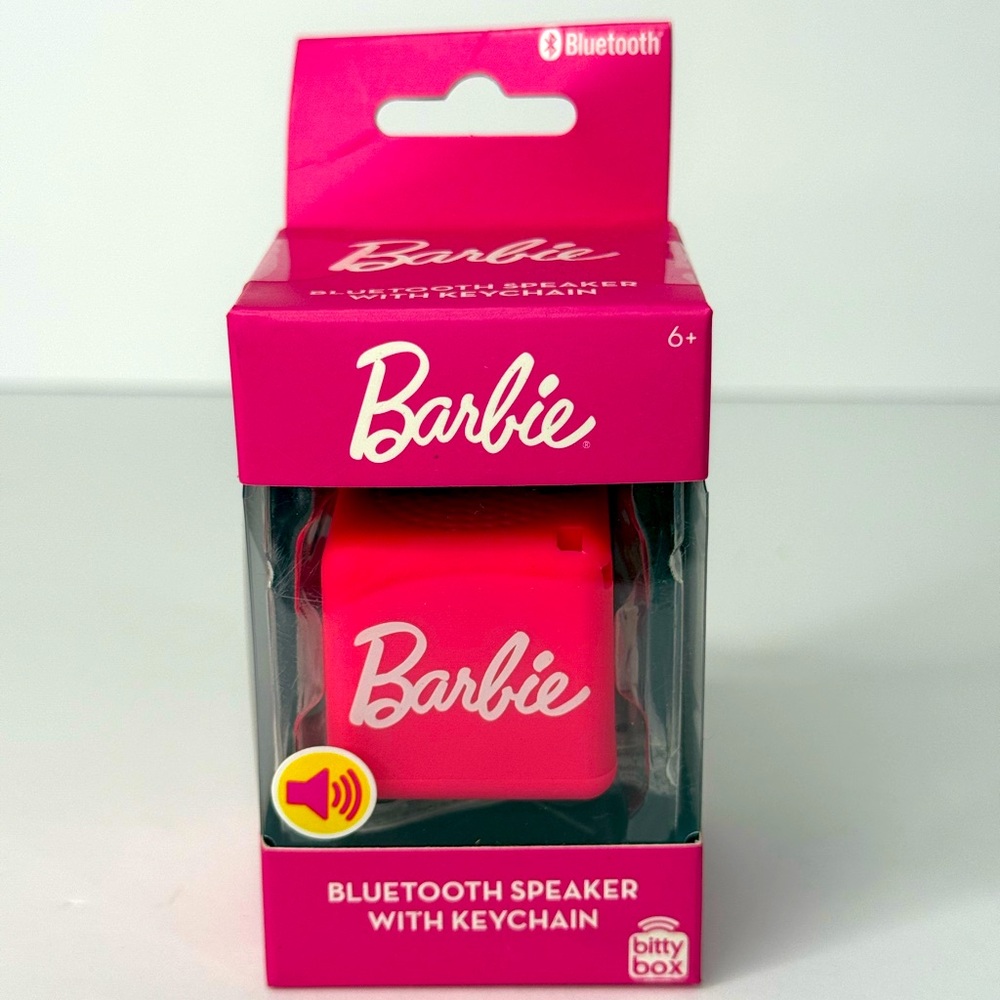 Bluetooth
Barbie
BLUETOOTH SPEAKER
WITH KEYCHAIN
6+
Barbie®
Barbie
BLUETOOTH SPEAKER
WITH KEYCHAIN
bitty
box